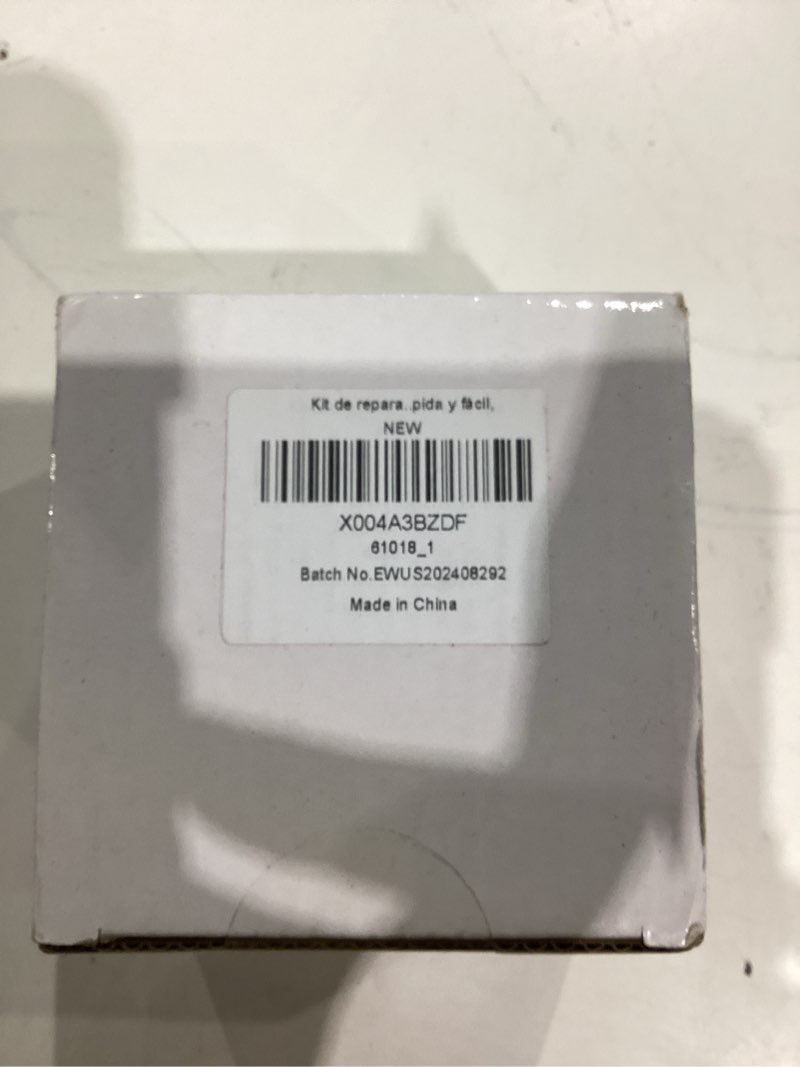 Kit de repara..pida y fácil,
NEW
X004A3BZDF
61018_1
Batch No.EWUS202408292
Made in China